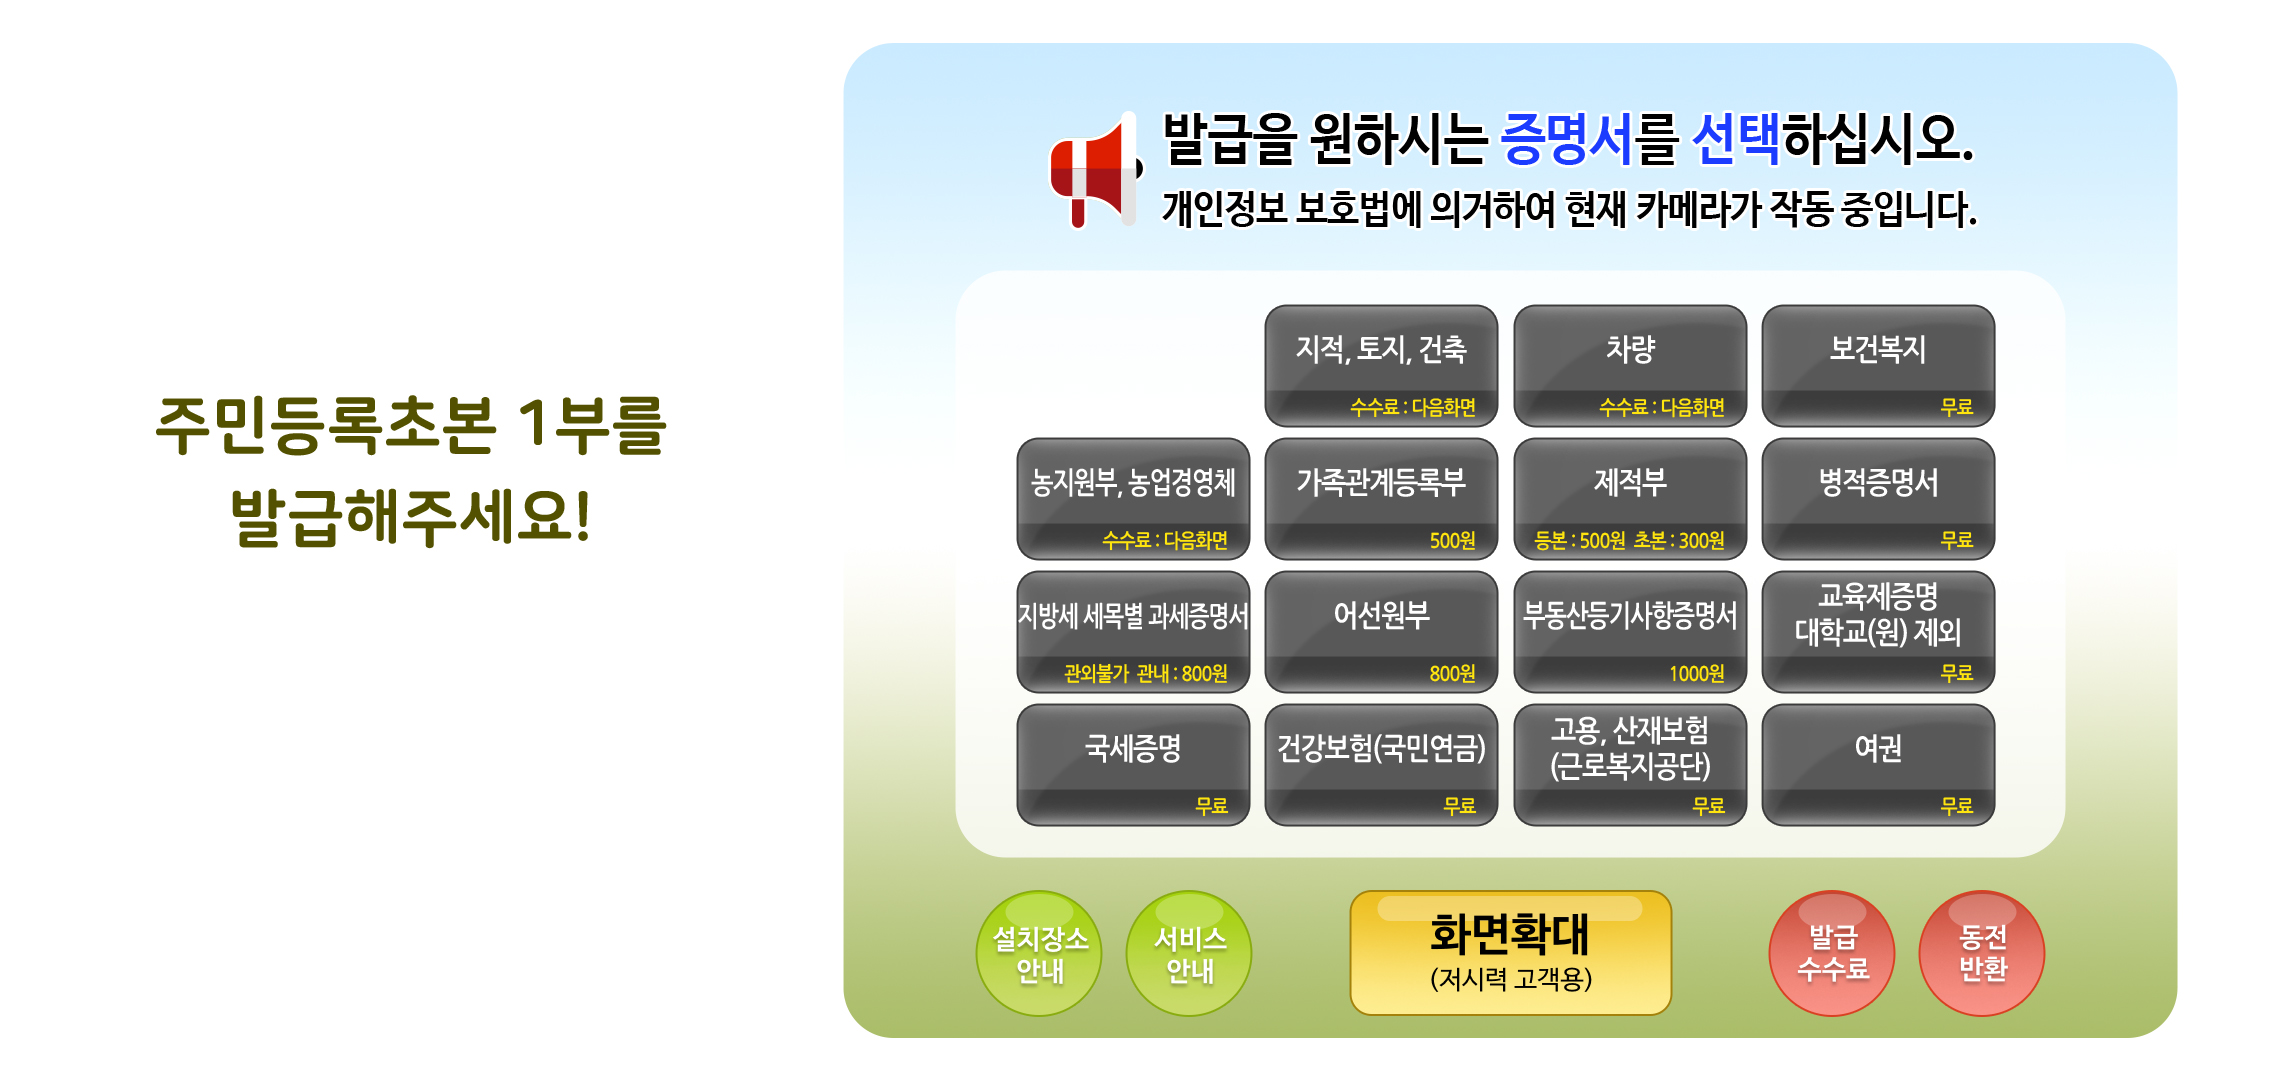 주민등록초본 1부를
발급해주세요!
발급을 원하시는 증명서를 선택하십시오.
개인정보 보호법에 의거하여 현재 카메라가 작동 중입니다.
지적, 토지, 건축
수수료 : 다음화면
차량
수수료 : 다음화면
보건복지
무료
농지원부, 농업경영체
수수료 : 다음화면
가족관계등록부
500원
제적부
등본 : 500원 초본 : 300원
병적증명서
무료
지방세 세목별 과세증명서
관외불가 관내 : 800원
어선원부
800원
부동산등기사항증명서
1000원
교육제증명
대학교(원) 제외
무료
국세증명
무료
건강보험(국민연금)
무료
고용, 산재보험
(근로복지공단)
무료
여권
무료
설치장소
안내
서비스
안내
화면확대
(저시력 고객용)
발급
수수료
동전
반환